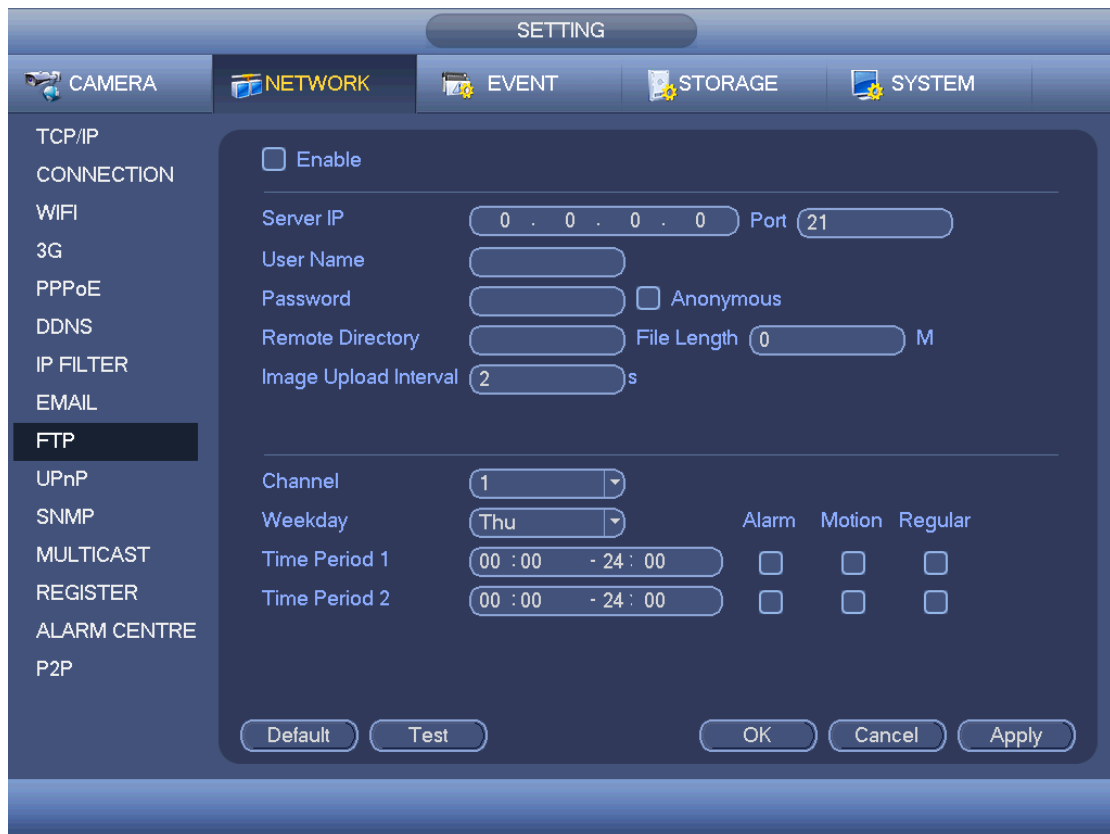 SETTING
CAMERA NETWORK EVENT STORAGE SYSTEM
TCP/IP
CONNECTION
WIFI
3G
PPPoE
DDNS
IP FILTER
EMAIL
FTP
UPnP
SNMP
MULTICAST
REGISTER
ALARM CENTRE
P2P
Enable
Server IP 0 . 0 . 0 . 0 Port 21
User Name
Password Anonymous
Remote Directory File Length 0 M
Image Upload Interval 2 s
Channel 1
Weekday Thu Alarm Motion Regular
Time Period 1 00 :00 - 24 : 00
Time Period 2 00 :00 - 24 : 00
Default Test OK Cancel Apply